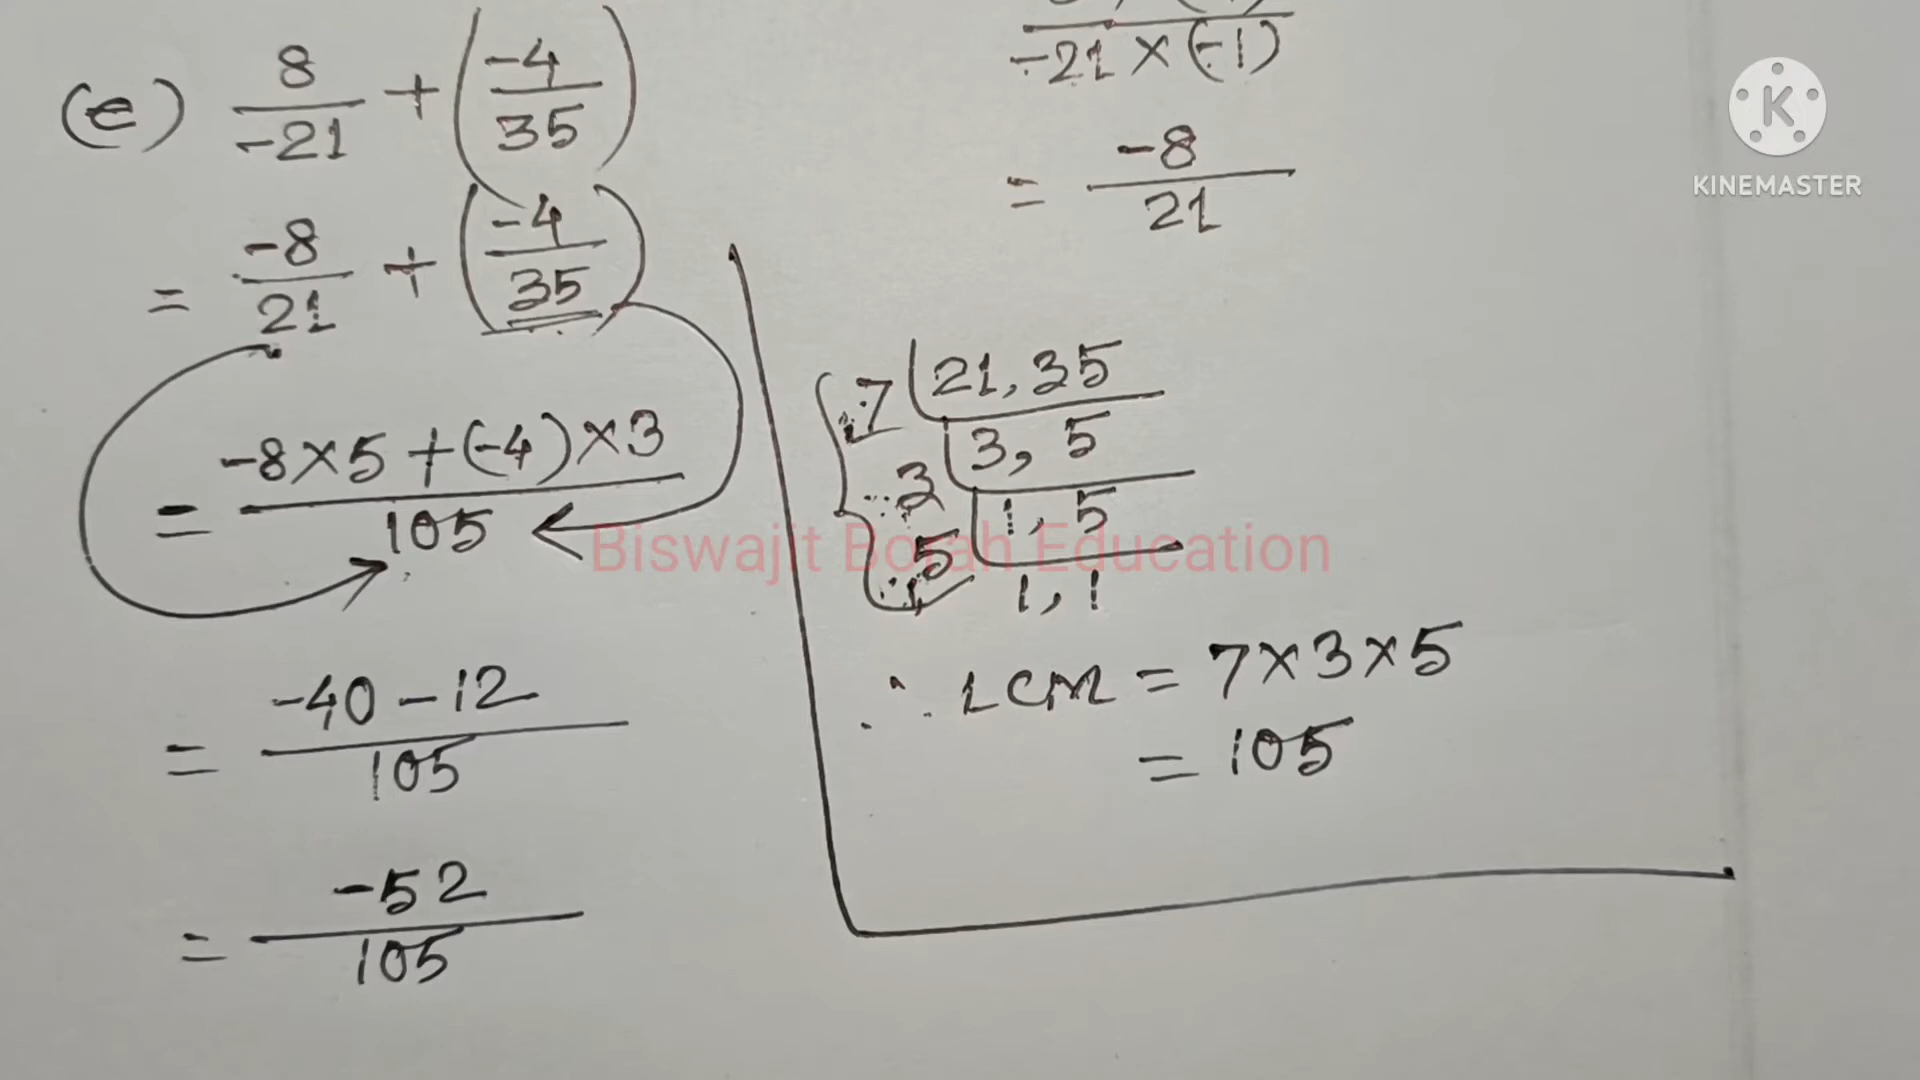 (e) 8/-21 + (-4/35)
= -8/21 + (-4/35)
= -8×5+(-4)×3/105
= -40-12/105
= -52/105
-21×(-1)
= -8/21
7 | 21, 35
3 | 3, 5
5 | 1, 5
1, 1
∴ LCM = 7×3×5
= 105
Biswajit Borah Education
K
KINEMASTER